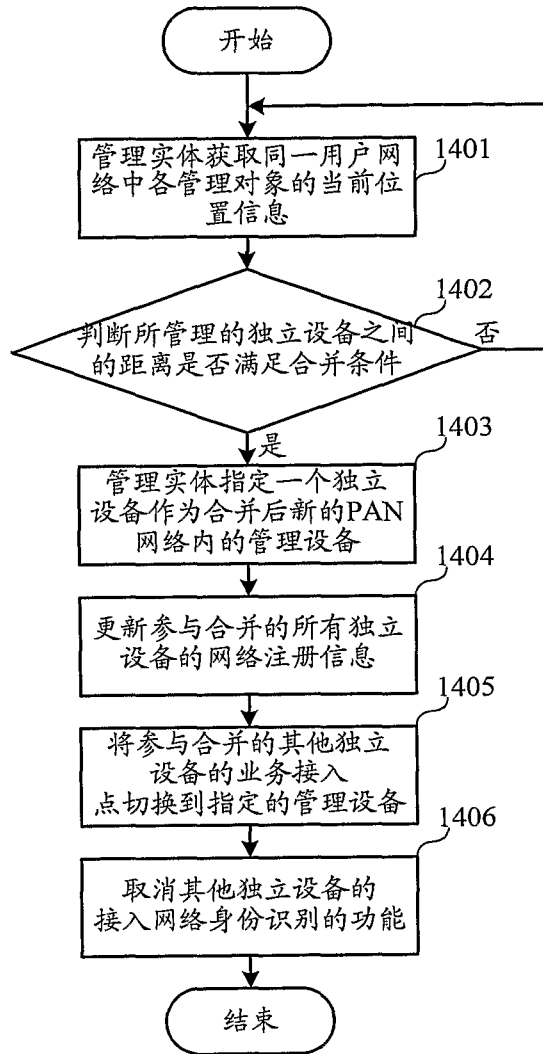 开始
管理实体获取同一用户网
络中各管理对象的当前位
置信息
1401
1402
判断所管理的独立设备之间
的距离是否满足合并条件
否
是
1403
管理实体指定一个独立
设备作为合并后新的PAN
网络内的管理设备
1404
更新参与合并的所有独立
设备的网络注册信息
1405
将参与合并的其他独立
设备的业务接入
点切换到指定的管理设备
1406
取消其他独立设备的
接入网络身份识别的功能
结束